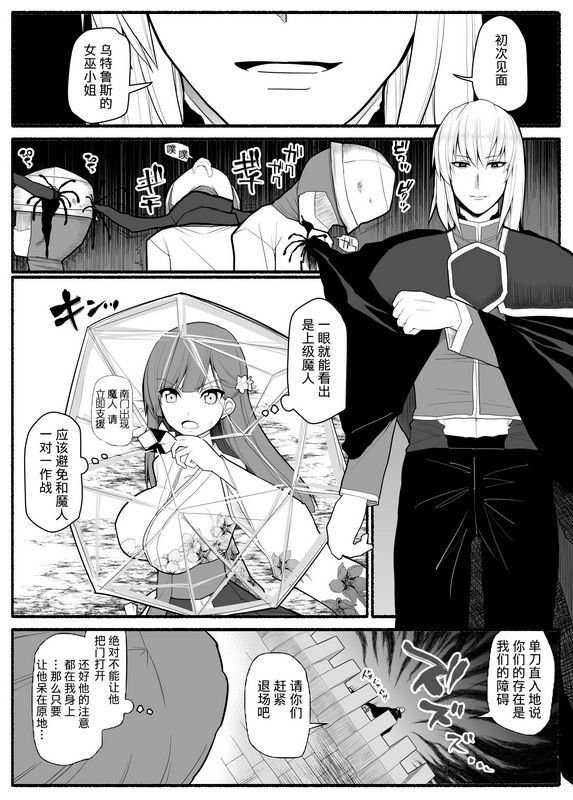 初次见面
乌特鲁斯的
女巫小姐
噗噗
キンッ
一眼就能看出
是上级魔人
南门出现
魔人 请
立即支援
应该避免和魔人
一对一作战
单刀直入地说
你们的存在是
我们的障碍
请你们
赶紧
退场吧
绝对不能让他
把门打开
还好他的注意
都在我身上
…那么只要
让他呆在原地…